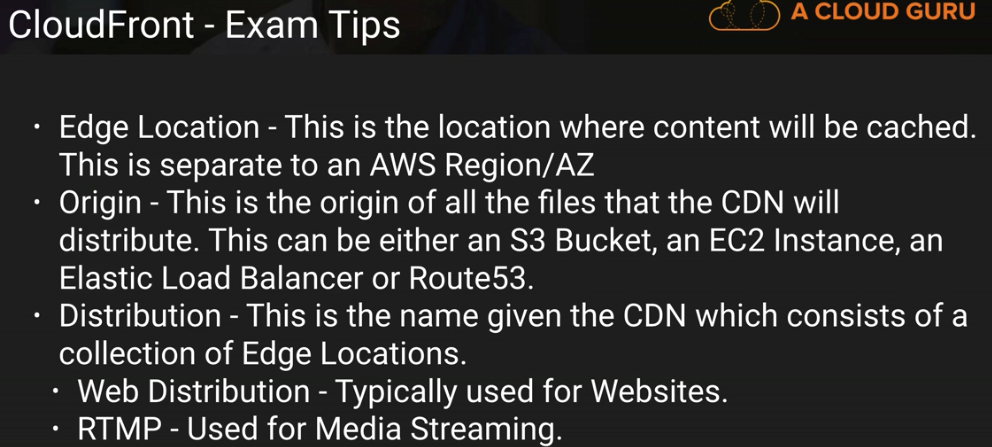 CloudFront - Exam Tips
A CLOUD GURU
• Edge Location - This is the location where content will be cached.
This is separate to an AWS Region/AZ
• Origin - This is the origin of all the files that the CDN will
distribute. This can be either an S3 Bucket, an EC2 Instance, an
Elastic Load Balancer or Route53.
• Distribution - This is the name given the CDN which consists of a
collection of Edge Locations.
• Web Distribution - Typically used for Websites.
• RTMP - Used for Media Streaming.